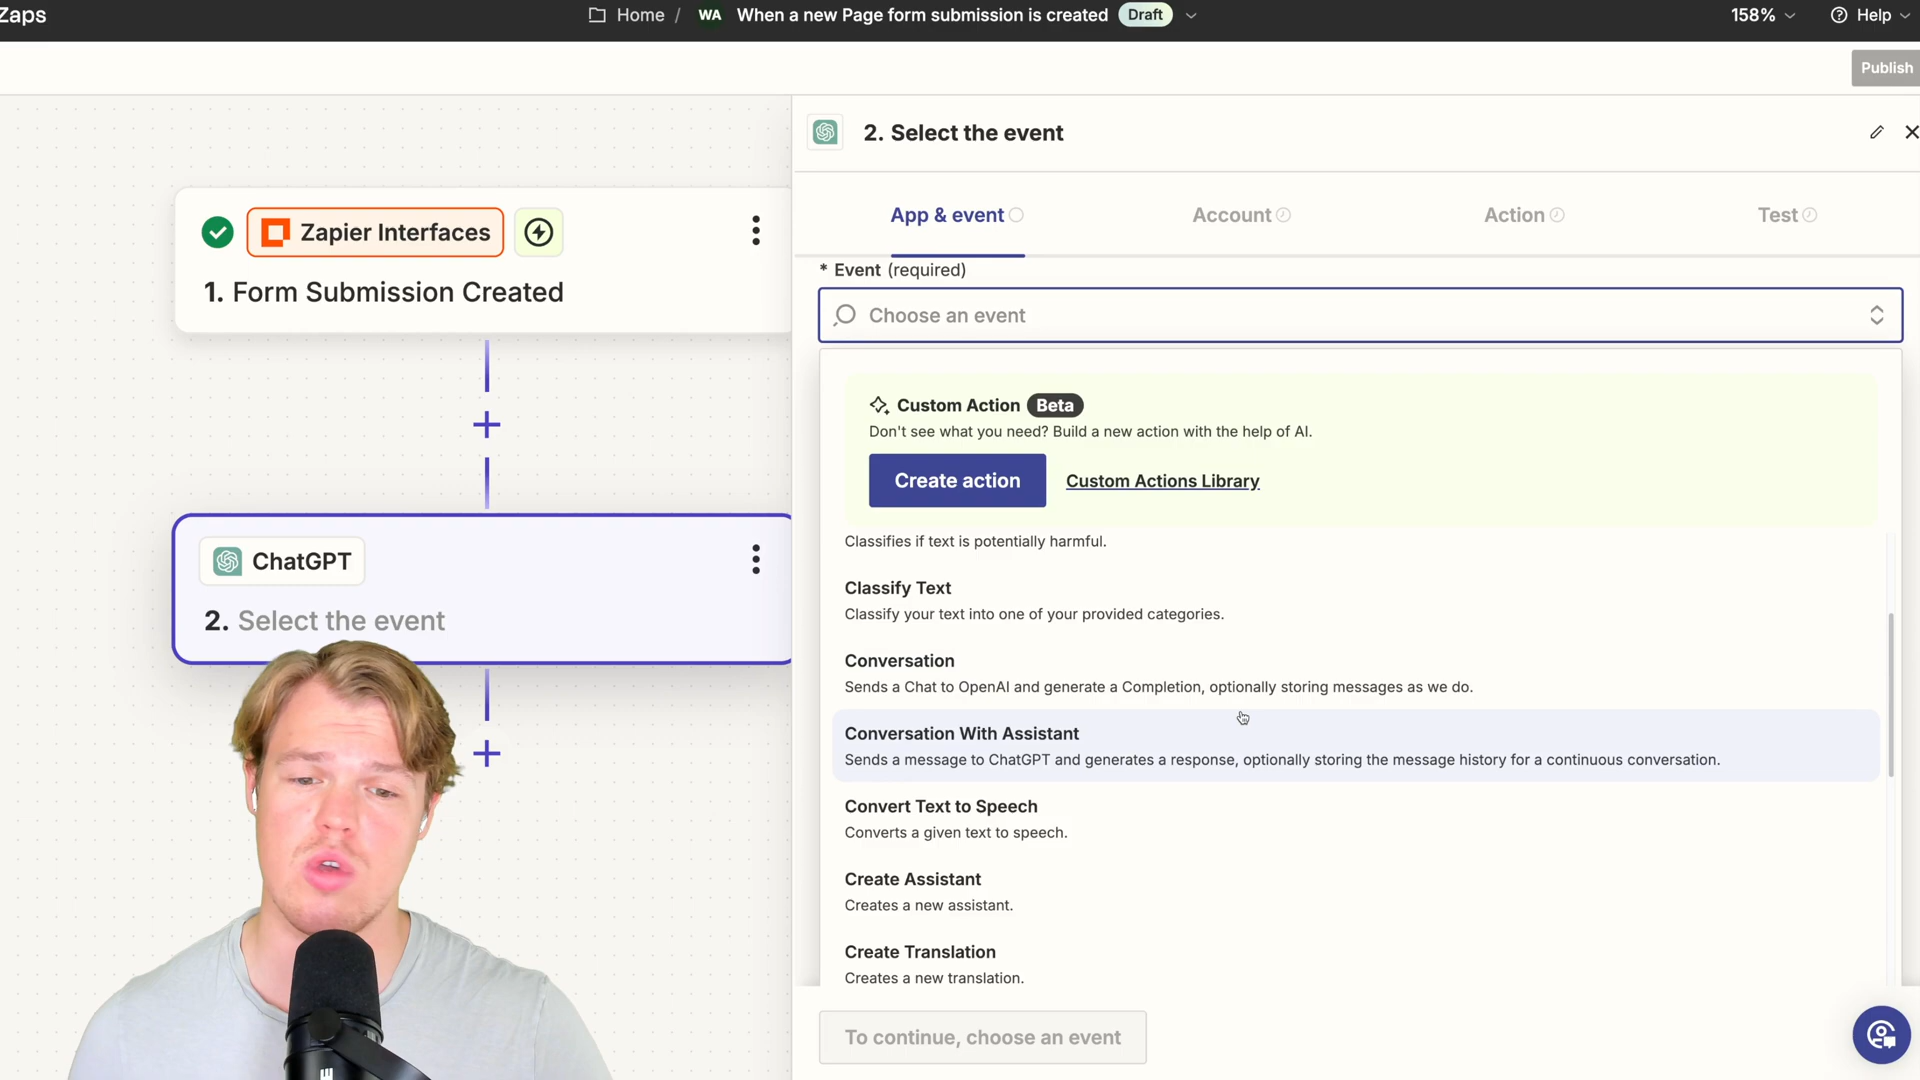 Zaps
Home / WA When a new Page form submission is created Draft
158%
Help
Publish
2. Select the event
App & event
Account
Action
Test
* Event (required)
Choose an event
Custom Action Beta
Don't see what you need? Build a new action with the help of AI.
Create action
Custom Actions Library
Classifies if text is potentially harmful.
Classify Text
Classify your text into one of your provided categories.
Conversation
Sends a Chat to OpenAI and generate a Completion, optionally storing messages as we do.
Conversation With Assistant
Sends a message to ChatGPT and generates a response, optionally storing the message history for a continuous conversation.
Convert Text to Speech
Converts a given text to speech.
Create Assistant
Creates a new assistant.
Create Translation
Creates a new translation.
To continue, choose an event
Zapier Interfaces
1. Form Submission Created
ChatGPT
2. Select the event